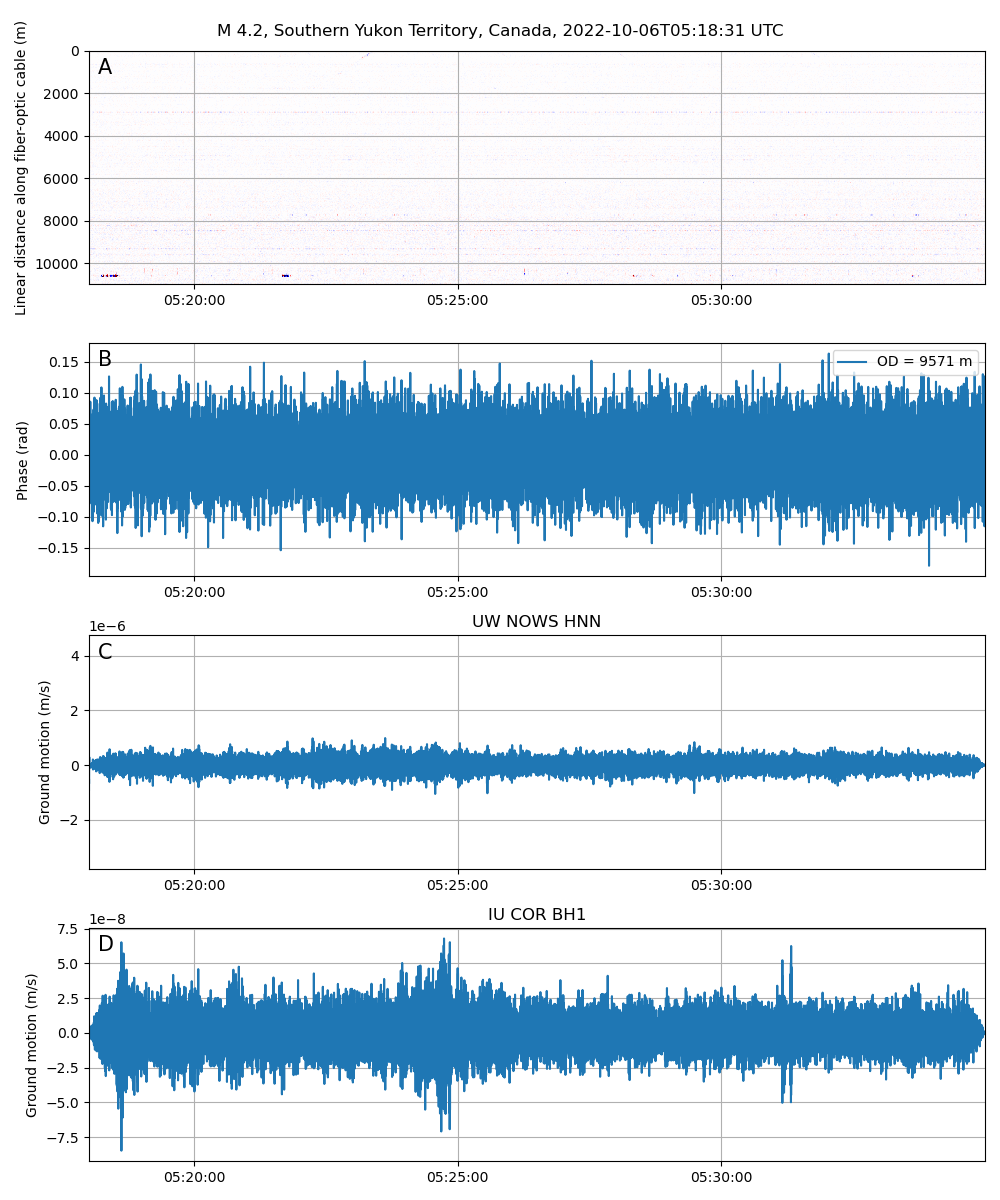 M 4.2, Southern Yukon Territory, Canada, 2022-10-06T05:18:31 UTC
A
Linear distance along fiber-optic cable (m)
0
2000
4000
6000
8000
10000
05:20:00 05:25:00 05:30:00
B
OD = 9571 m
Phase (rad)
0.15
0.10
0.05
0.00
−0.05
−0.10
−0.15
05:20:00 05:25:00 05:30:00
UW NOWS HNN
1e−6
C
Ground motion (m/s)
4
2
0
−2
05:20:00 05:25:00 05:30:00
IU COR BH1
1e−8
D
Ground motion (m/s)
7.5
5.0
2.5
0.0
−2.5
−5.0
−7.5
05:20:00 05:25:00 05:30:00